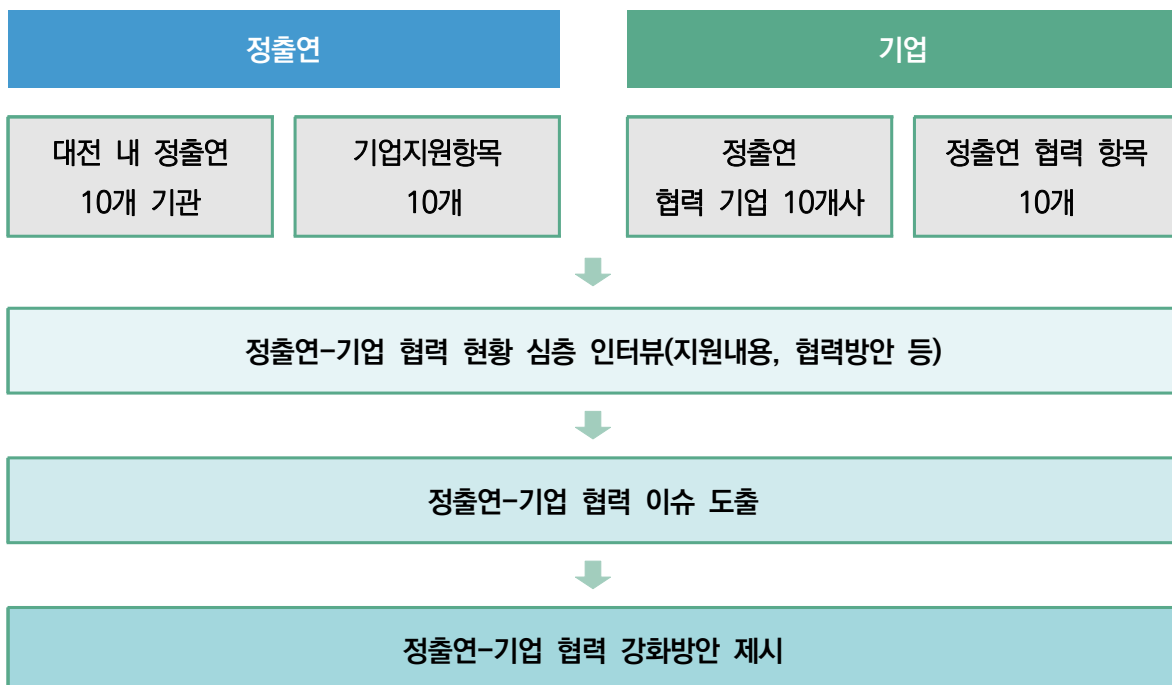 정출연
기업
대전 내 정출연
10개 기관
기업지원항목
10개
정출연
협력 기업 10개사
정출연 협력 항목
10개
정출연-기업 협력 현황 심층 인터뷰(지원내용, 협력방안 등)
정출연-기업 협력 이슈 도출
정출연-기업 협력 강화방안 제시